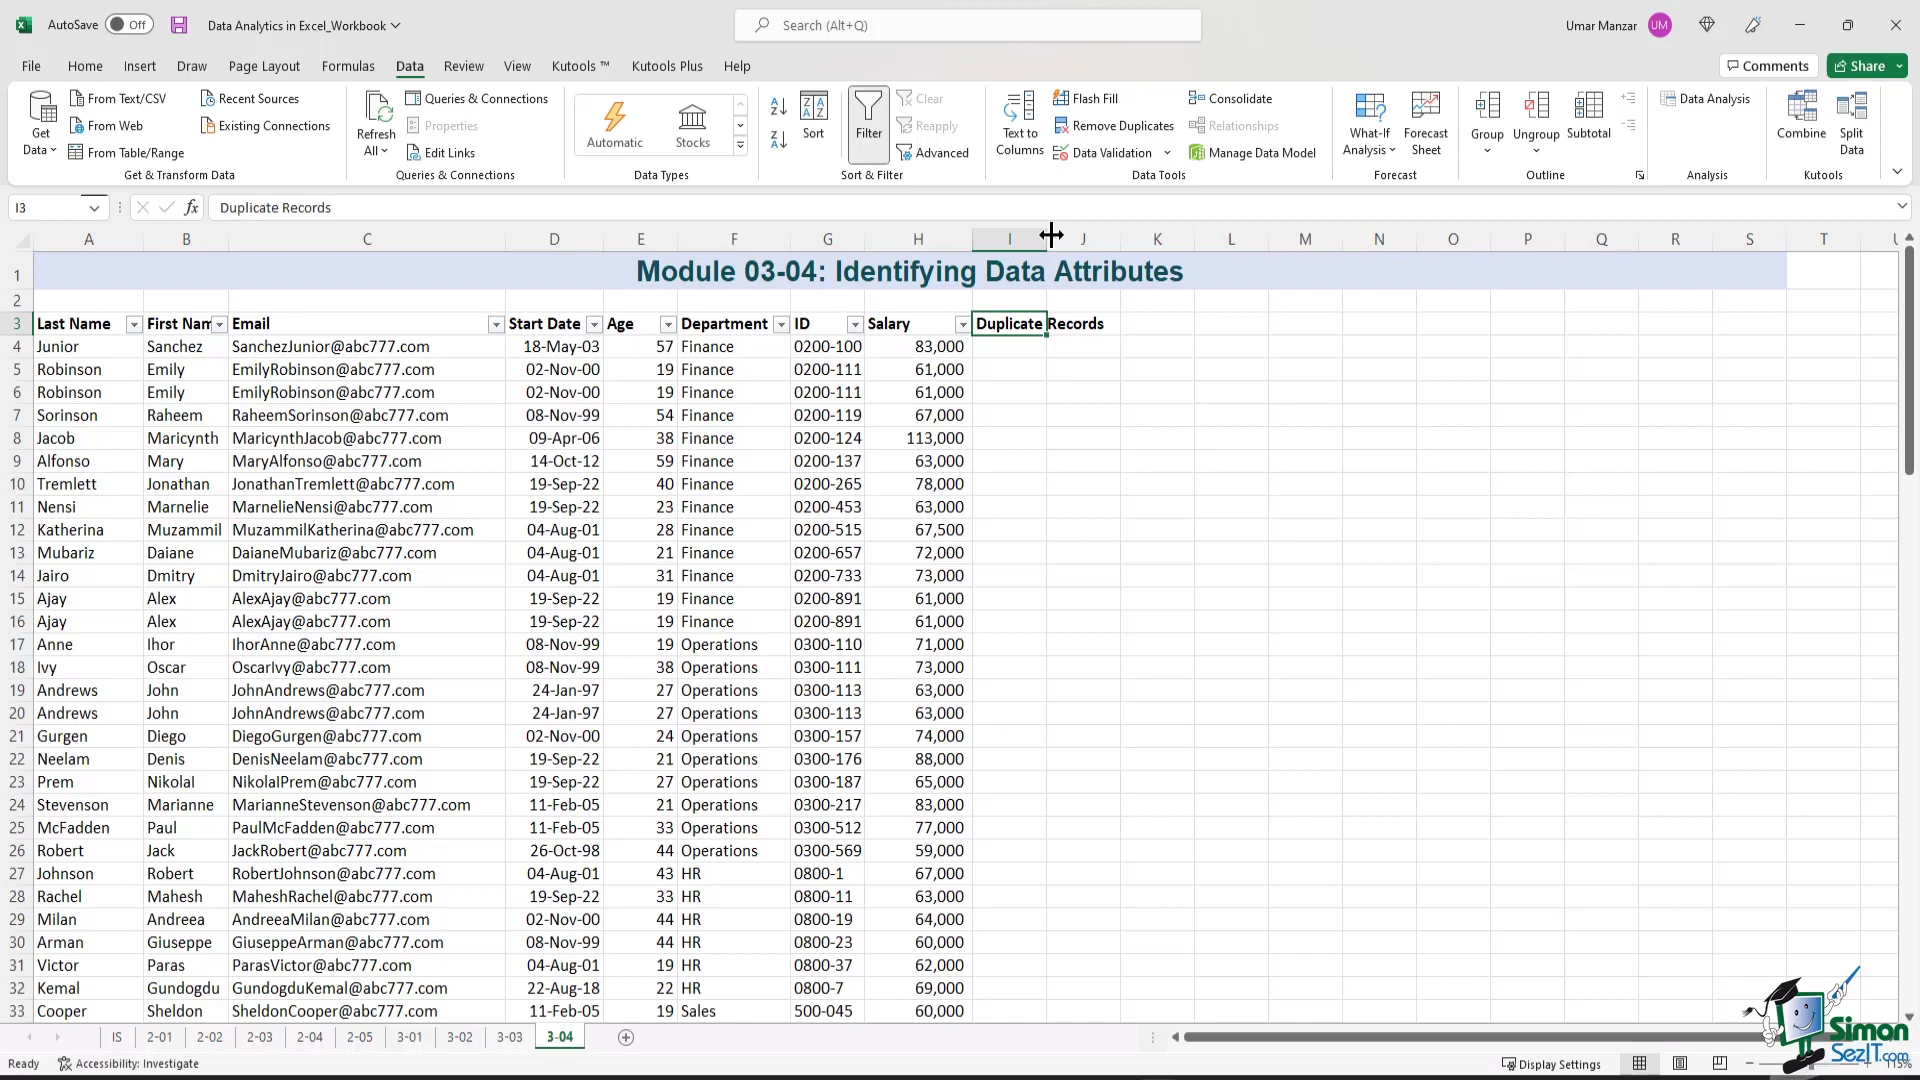 AutoSave Off Data Analytics in Excel_Workbook Search (Alt+Q) Umar Manzar UM
File Home Insert Draw Page Layout Formulas Data Review View Kutools ™ Kutools Plus Help Comments Share
Get Data
From Text/CSV
From Web
From Table/Range
Recent Sources
Existing Connections
Get & Transform Data
Refresh All
Queries & Connections
Properties
Edit Links
Queries & Connections
Automatic Stocks
Data Types
Sort
Filter
Clear
Reapply
Advanced
Sort & Filter
Text to Columns
Flash Fill
Remove Duplicates
Data Validation
Consolidate
Relationships
Manage Data Model
Data Tools
What-If Analysis
Forecast Sheet
Forecast
Group Ungroup Subtotal
Outline
Data Analysis
Analysis
Combine
Split Data
Kutools
I3 fx Duplicate Records
A B C D E F G H I J K L M N O P Q R S T U
1 Module 03-04: Identifying Data Attributes
2
3 Last Name First Nam Email Start Date Age Department ID Salary Duplicate Records
4 Junior Sanchez SanchezJunior@abc777.com 18-May-03 57 Finance 0200-100 83,000
5 Robinson Emily EmilyRobinson@abc777.com 02-Nov-00 19 Finance 0200-111 61,000
6 Robinson Emily EmilyRobinson@abc777.com 02-Nov-00 19 Finance 0200-111 61,000
7 Sorinson Raheem RaheemSorinson@abc777.com 08-Nov-99 54 Finance 0200-119 67,000
8 Jacob Maricynth MaricynthJacob@abc777.com 09-Apr-06 38 Finance 0200-124 113,000
9 Alfonso Mary MaryAlfonso@abc777.com 14-Oct-12 59 Finance 0200-137 63,000
10 Tremlett Jonathan JonathanTremlett@abc777.com 19-Sep-22 40 Finance 0200-265 78,000
11 Nensi Marnelie MarnelieNensi@abc777.com 19-Sep-22 23 Finance 0200-453 63,000
12 Katherina Muzammil MuzammilKatherina@abc777.com 04-Aug-01 28 Finance 0200-515 67,500
13 Mubariz Daiane DaianeMubariz@abc777.com 04-Aug-01 21 Finance 0200-657 72,000
14 Jairo Dmitry DmitryJairo@abc777.com 04-Aug-01 31 Finance 0200-733 73,000
15 Ajay Alex AlexAjay@abc777.com 19-Sep-22 19 Finance 0200-891 61,000
16 Ajay Alex AlexAjay@abc777.com 19-Sep-22 19 Finance 0200-891 61,000
17 Anne Ihor IhorAnne@abc777.com 08-Nov-99 19 Operations 0300-110 71,000
18 Ivy Oscar OscarIvy@abc777.com 08-Nov-99 38 Operations 0300-111 73,000
19 Andrews John JohnAndrews@abc777.com 24-Jan-97 27 Operations 0300-113 63,000
20 Andrews John JohnAndrews@abc777.com 24-Jan-97 27 Operations 0300-113 63,000
21 Gurgen Diego DiegoGurgen@abc777.com 02-Nov-00 24 Operations 0300-157 74,000
22 Neelam Denis DenisNeelam@abc777.com 19-Sep-22 21 Operations 0300-176 88,000
23 Prem Nikolal NikolalPrem@abc777.com 19-Sep-22 27 Operations 0300-187 65,000
24 Stevenson Marianne MarianneStevenson@abc777.com 11-Feb-05 21 Operations 0300-217 83,000
25 McFadden Paul PaulMcFadden@abc777.com 11-Feb-05 33 Operations 0300-512 77,000
26 Robert Jack JackRobert@abc777.com 26-Oct-98 44 Operations 0300-569 59,000
27 Johnson Robert RobertJohnson@abc777.com 04-Aug-01 43 HR 0800-1 67,000
28 Rachel Mahesh MaheshRachel@abc777.com 19-Sep-22 33 HR 0800-11 63,000
29 Milan Andreea AndreeaMilan@abc777.com 02-Nov-00 44 HR 0800-19 64,000
30 Arman Giuseppe GiuseppeArman@abc777.com 08-Nov-99 44 HR 0800-23 60,000
31 Victor Paras ParasVictor@abc777.com 04-Aug-01 19 HR 0800-37 62,000
32 Kemal Gundogdu GundogduKemal@abc777.com 22-Aug-18 22 HR 0800-7 69,000
33 Cooper Sheldon SheldonCooper@abc777.com 11-Feb-05 19 Sales 500-045 60,000
IS 2-01 2-02 2-03 2-04 2-05 3-01 3-02 3-03 3-04
Simon
SezIT.com
Ready Accessibility: Investigate Display Settings 115%